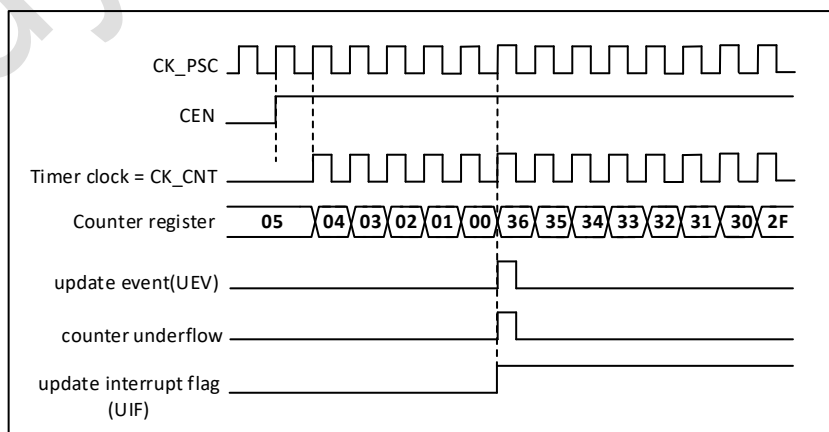 CK_PSC
CEN
Timer clock = CK_CNT
Counter register 05 04 03 02 01 00 36 35 34 33 32 31 30 2F
update event(UEV)
counter underflow
update interrupt flag
(UIF)